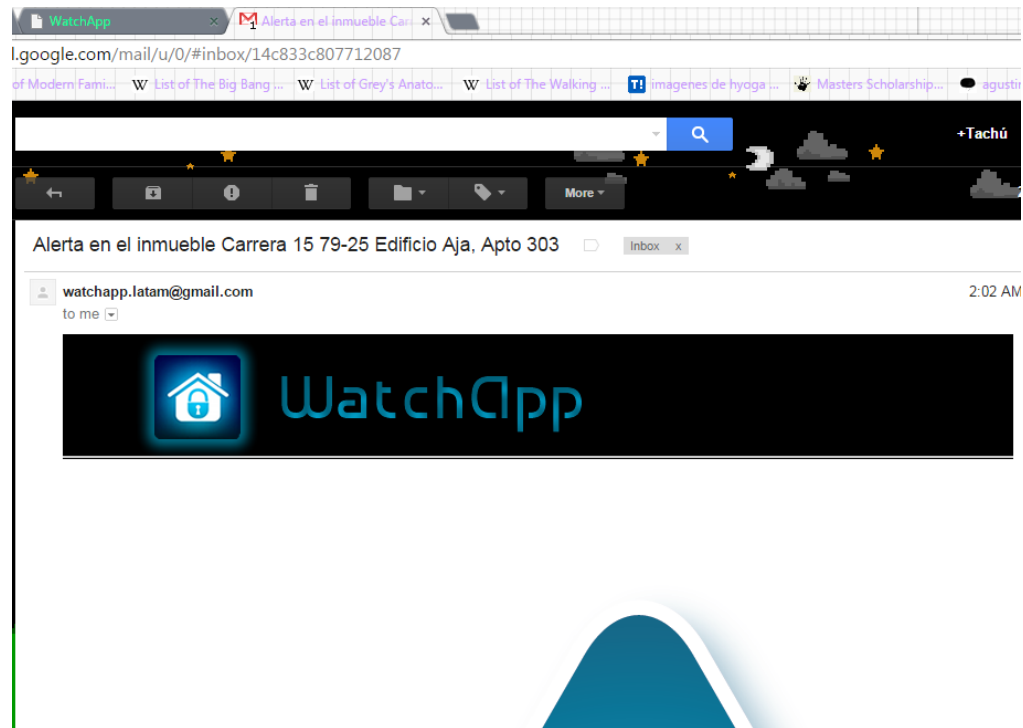 WatchApp
Alerta en el inmueble Car
l.google.com/mail/u/0/#inbox/14c833c807712087
of Modern Fami... W List of The Big Bang ... W List of Grey's Anato... W List of The Walking ... T! imagenes de hyoga ... Masters Scholarship... agustin
+Tachú
More
Alerta en el inmueble Carrera 15 79-25 Edificio Aja, Apto 303 Inbox x
watchapp.latam@gmail.com 2:02 AM
to me
WatchApp